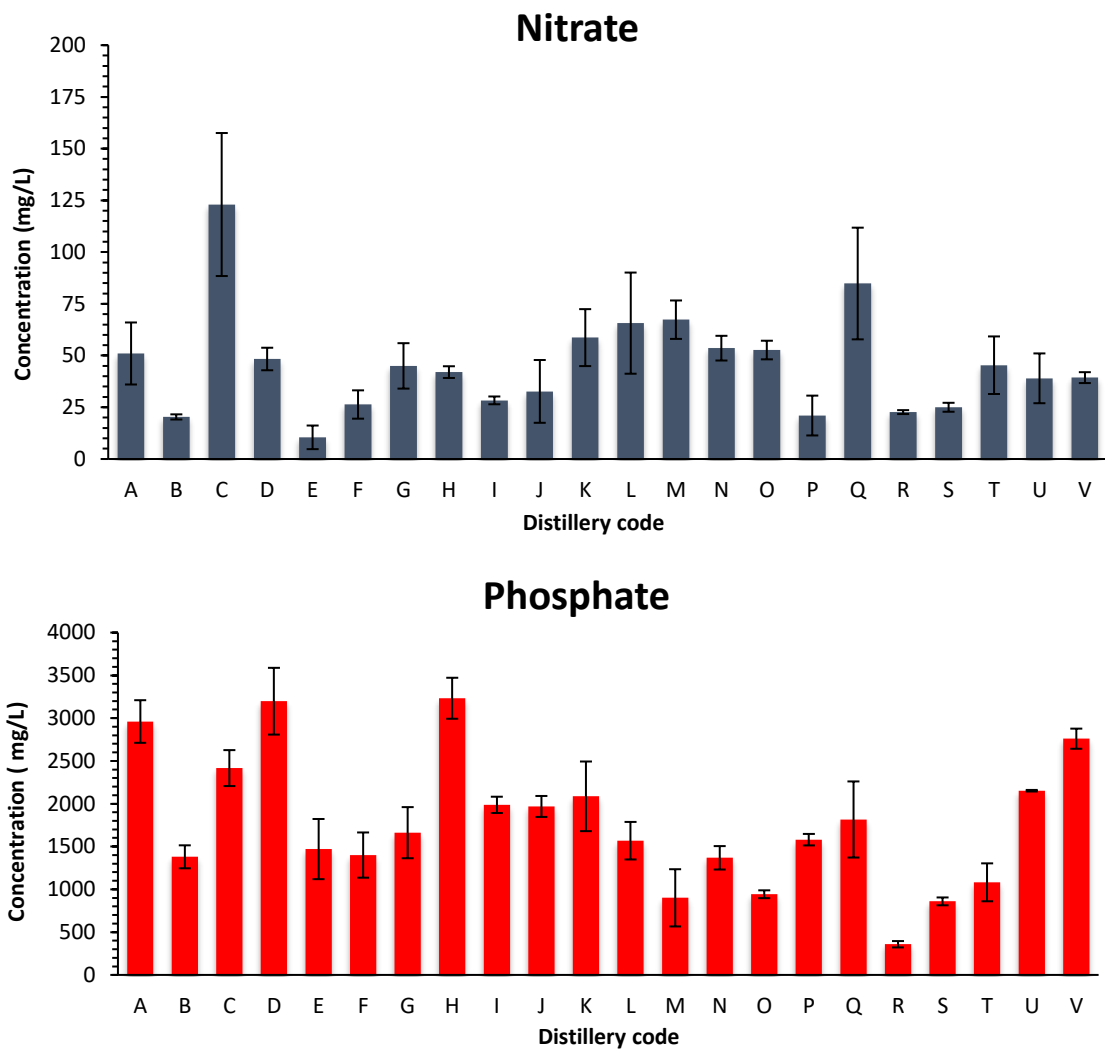 Nitrate
200
175
150
125
100
75
50
25
0
Concentration (mg/L)
A B C D E F G H I J K L M N O P Q R S T U V
Distillery code
Phosphate
4000
3500
3000
2500
2000
1500
1000
500
0
Concentration ( mg/L)
A B C D E F G H I J K L M N O P Q R S T U V
Distillery code